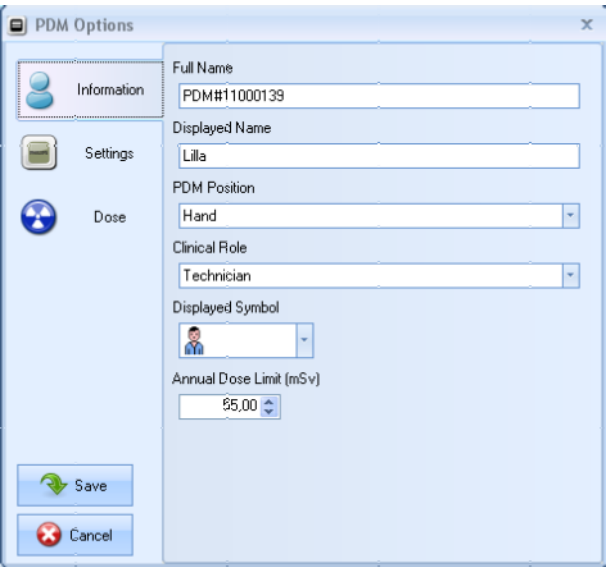 PDM Options
Information
Settings
Dose
Full Name
PDM#11000139
Displayed Name
Lilla
PDM Position
Hand
Clinical Role
Technician
Displayed Symbol
Annual Dose Limit (mSv)
Save
Cancel